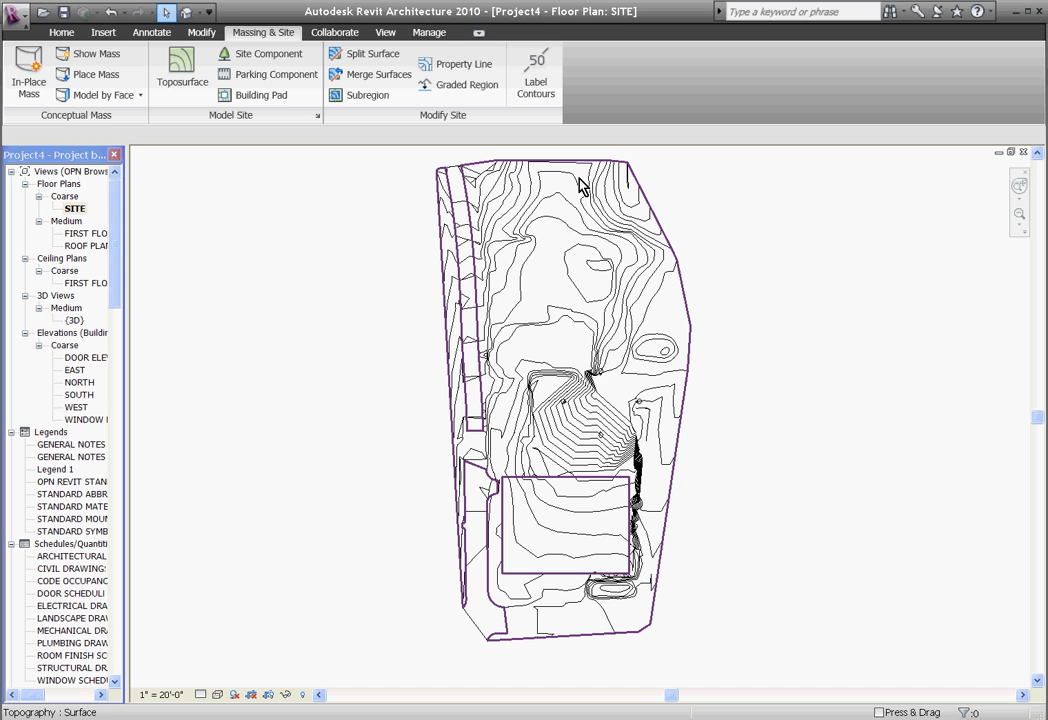 Autodesk Revit Architecture 2010 - [Project4 - Floor Plan: SITE]
Type a keyword or phrase
Home Insert Annotate Modify Massing & Site Collaborate View Manage
In-Place Mass
Show Mass
Place Mass
Model by Face
Conceptual Mass
Toposurface
Site Component
Parking Component
Building Pad
Model Site
Split Surface
Merge Surfaces
Subregion
Property Line
Graded Region
Modify Site
50
Label Contours
Project4 - Project b...
Views (OPN Brows
Floor Plans
Coarse
SITE
Medium
FIRST FLO
ROOF PLAN
Ceiling Plans
Coarse
FIRST FLO
3D Views
Medium
{3D}
Elevations (Buildin
Coarse
DOOR ELE
EAST
NORTH
SOUTH
WEST
WINDOW
Legends
GENERAL NOTES
GENERAL NOTES
Legend 1
OPN REVIT STAN
STANDARD ABBR
STANDARD MATE
STANDARD MOUN
STANDARD SYMB
Schedules/Quantiti
ARCHITECTURAL
CIVIL DRAWING
CODE OCCUPANC
DOOR SCHEDULE
ELECTRICAL DRA
LANDSCAPE DRAW
MECHANICAL DR
PLUMBING DRAW
ROOM FINISH SC
STRUCTURAL DR
WINDOW SCHED
1" = 20'-0"
Topography : Surface
Press & Drag
:0